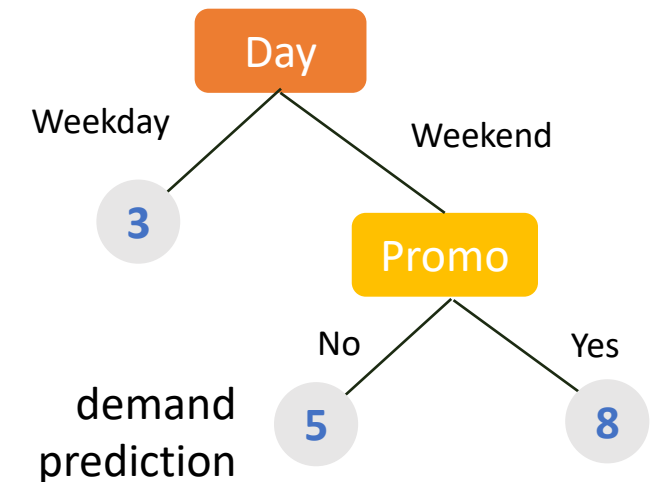 Day
Weekday
Weekend
3
Promo
No
Yes
demand
prediction
5
8